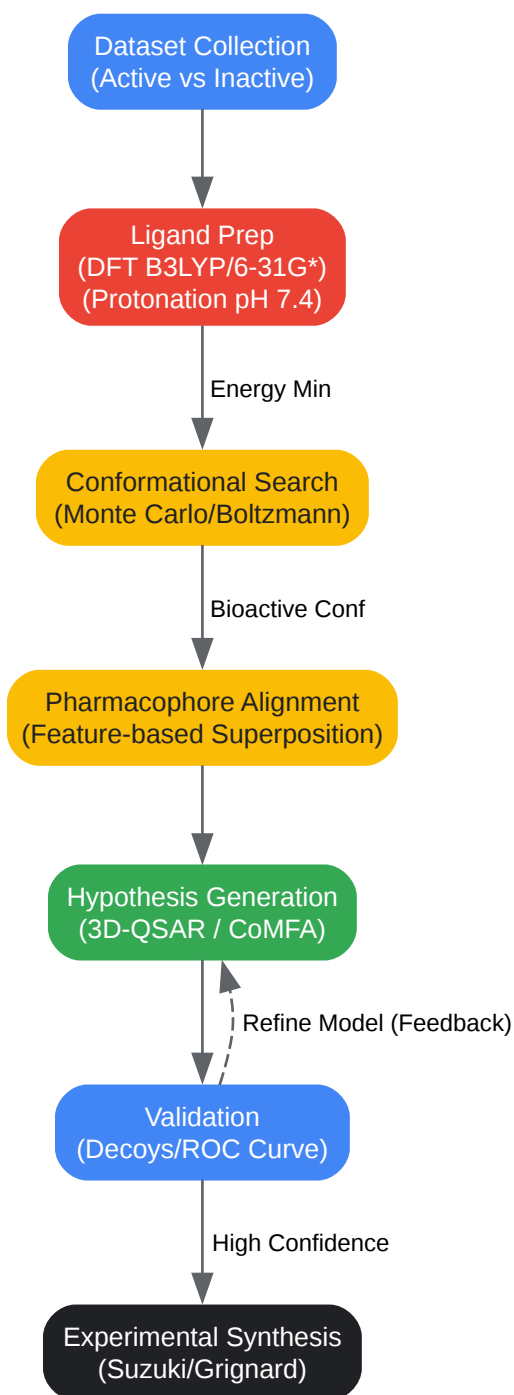 Dataset Collection
(Active vs Inactive)
Ligand Prep
(DFT B3LYP/6-31G*)
(Protonation pH 7.4)
Energy Min
Conformational Search
(Monte Carlo/Boltzmann)
Bioactive Conf
Pharmacophore Alignment
(Feature-based Superposition)
Hypothesis Generation
(3D-QSAR / CoMFA)
Refine Model (Feedback)
Validation
(Decoys/ROC Curve)
High Confidence
Experimental Synthesis
(Suzuki/Grignard)